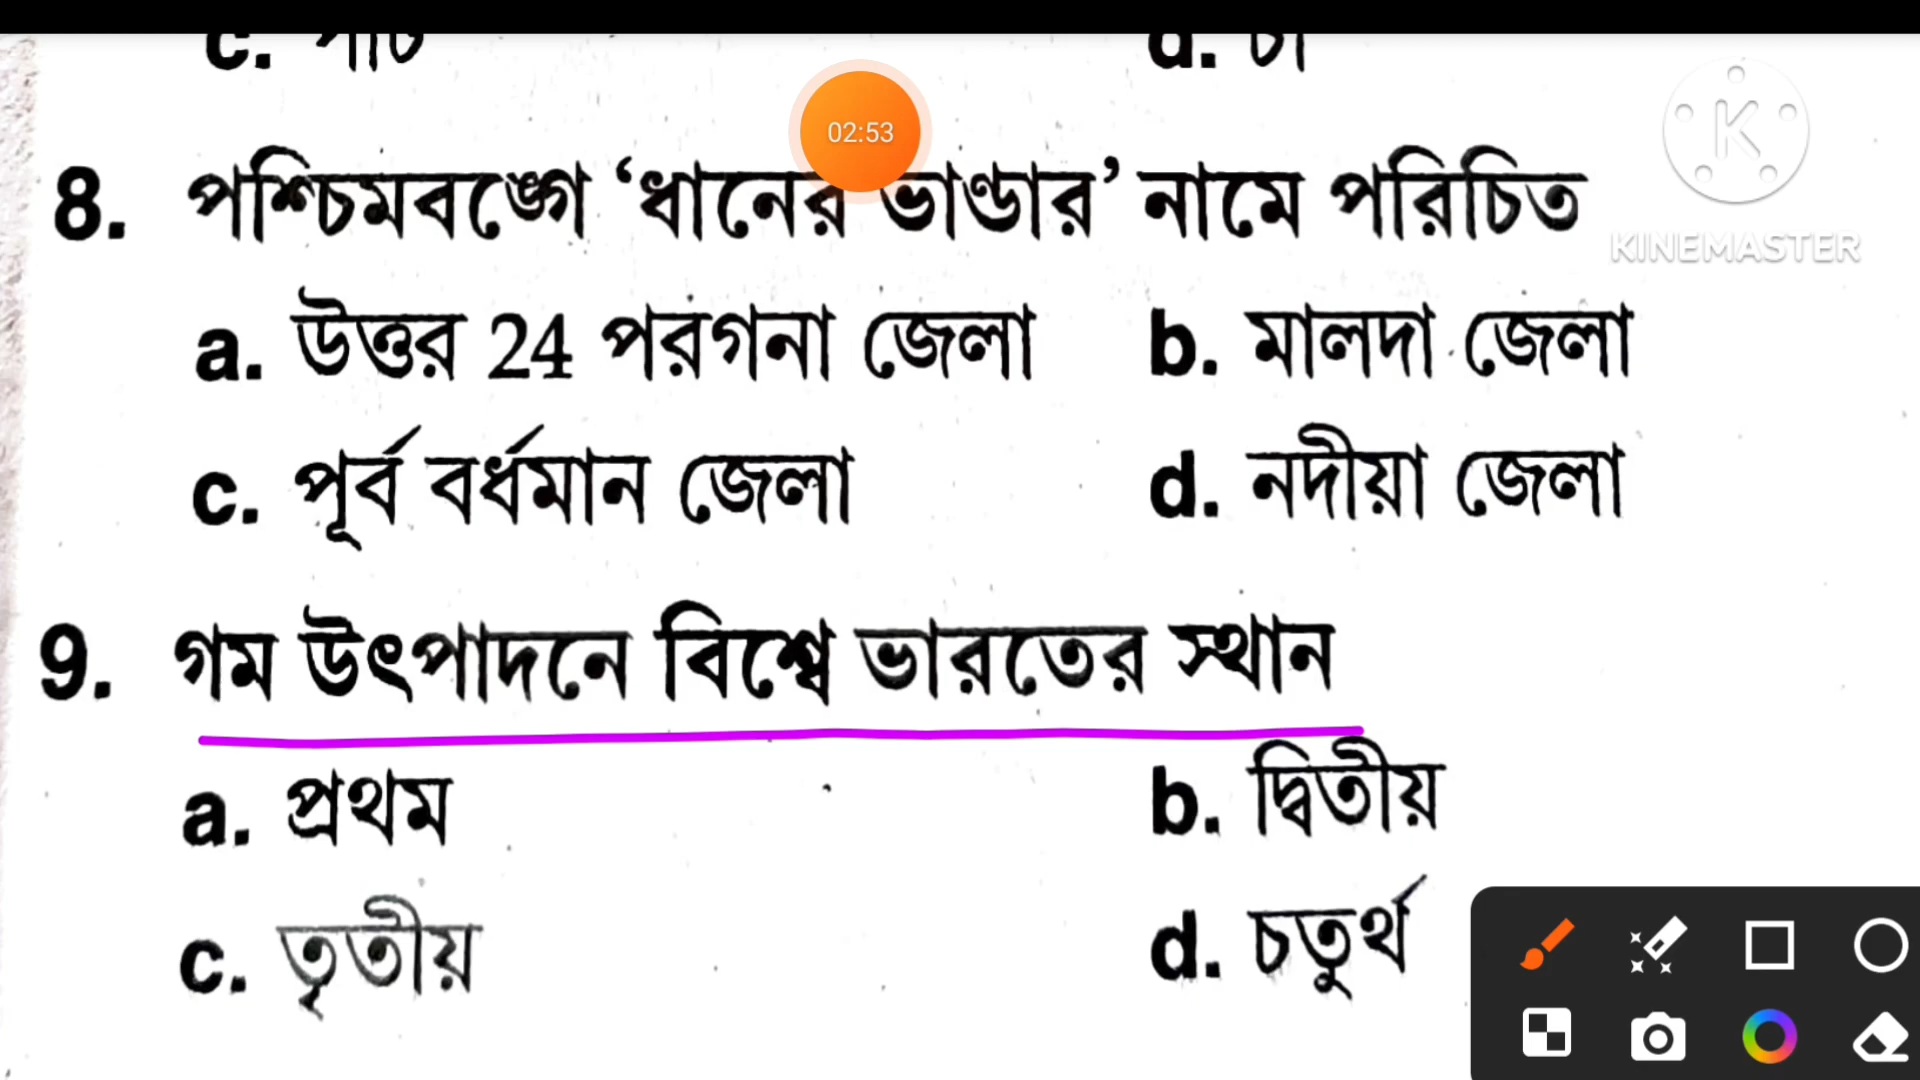 c. পাট d. চা
02:53
8. পশ্চিমবঙ্গে ‘ধানের ভাণ্ডার’ নামে পরিচিত
KINEMASTER
a. উত্তর 24 পরগনা জেলা b. মালদা জেলা
c. পূর্ব বর্ধমান জেলা d. নদীয়া জেলা
9. গম উৎপাদনে বিশ্বে ভারতের স্থান
a. প্রথম b. দ্বিতীয়
c. তৃতীয় d. চতুর্থ